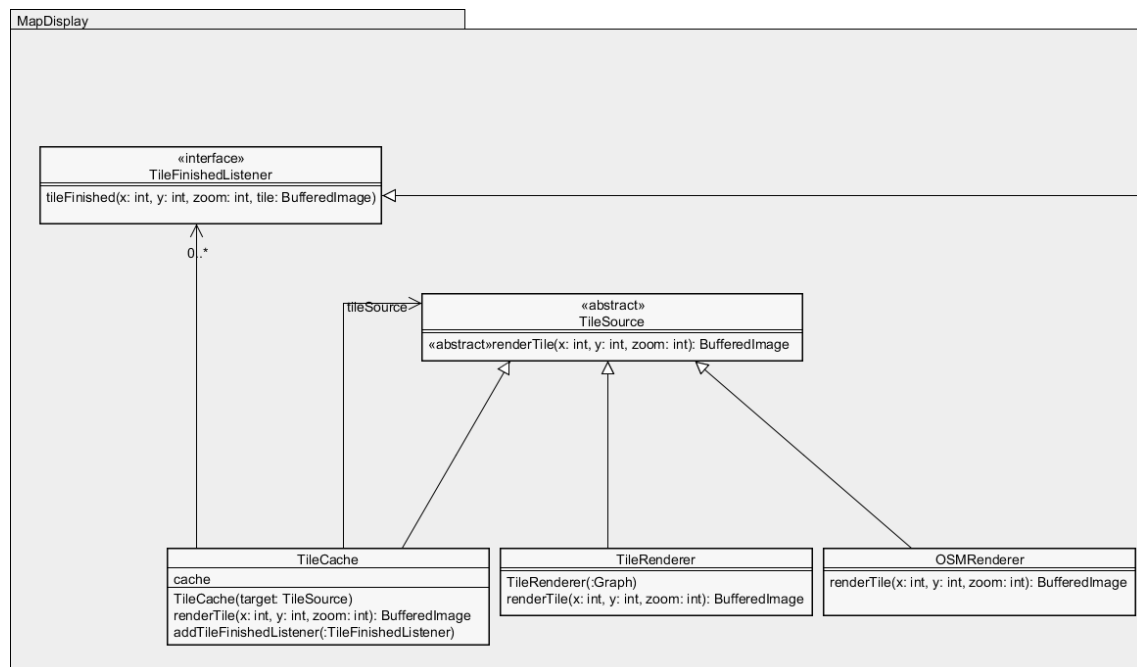 MapDisplay
«interface»
TileFinishedListener
tileFinished(x: int, y: int, zoom: int, tile: BufferedImage)
0..*
tileSource
«abstract»
TileSource
«abstract»renderTile(x: int, y: int, zoom: int): BufferedImage
TileCache
cache
TileCache(target: TileSource)
renderTile(x: int, y: int, zoom: int): BufferedImage
addTileFinishedListener(:TileFinishedListener)
TileRenderer
TileRenderer(:Graph)
renderTile(x: int, y: int, zoom: int): BufferedImage
OSMRenderer
renderTile(x: int, y: int, zoom: int): BufferedImage